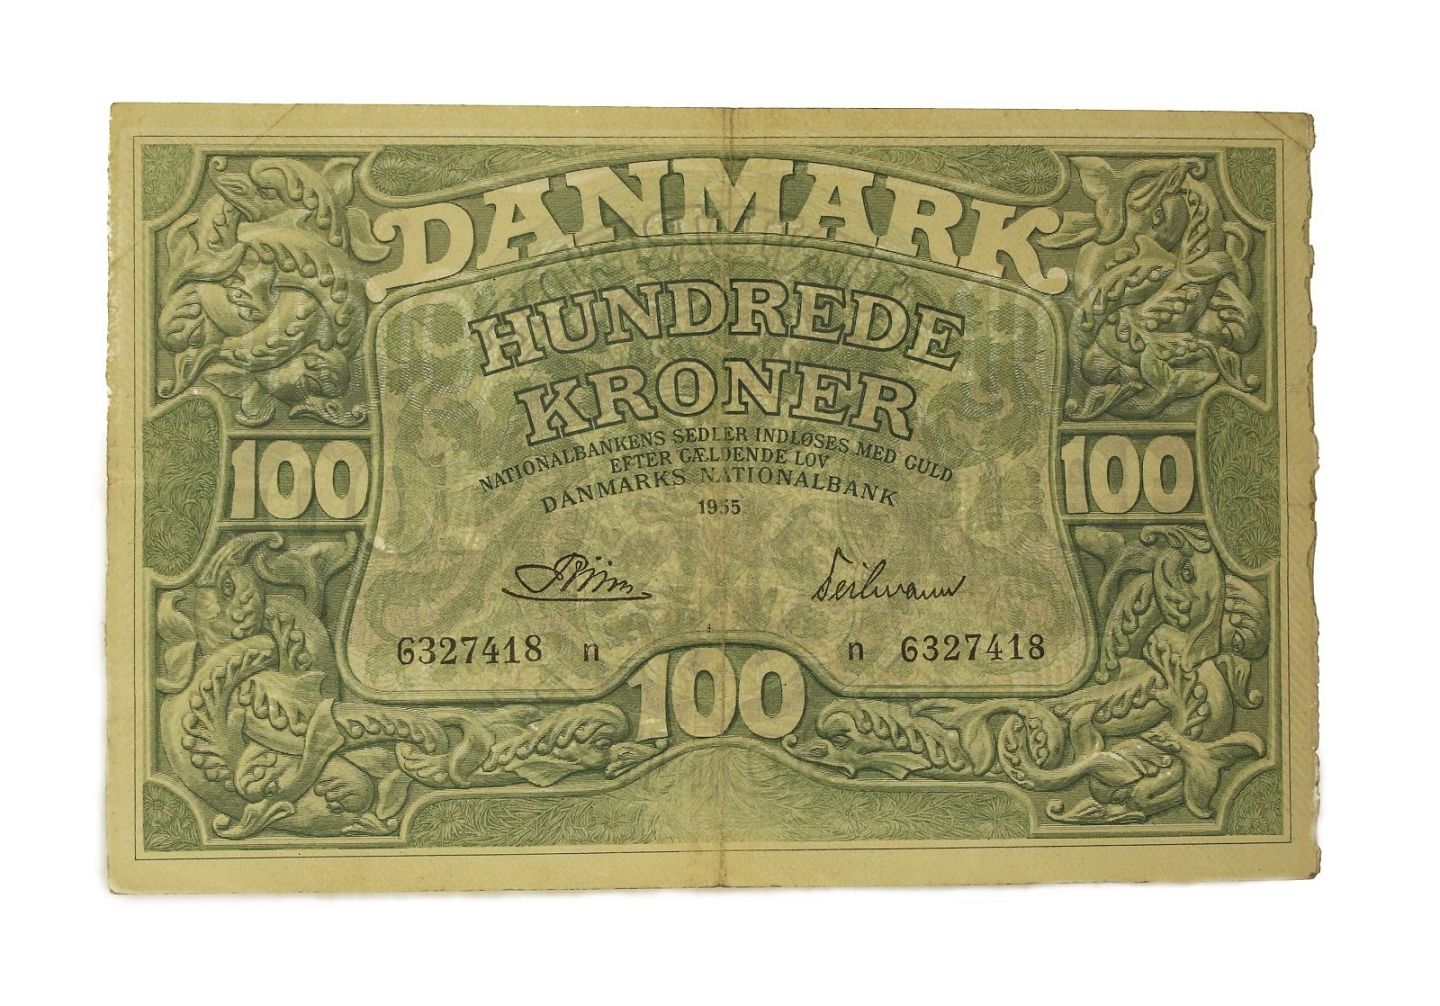 DANMARK
HUNDREDE
KRONER
NATIONALBANKENS SEDLER INDLØSES MED GULD
EFTER GÆLDENDE LOV
DANMARKS NATIONALBANK
1955
100 100
Riim
6327418 n n 6327418
100